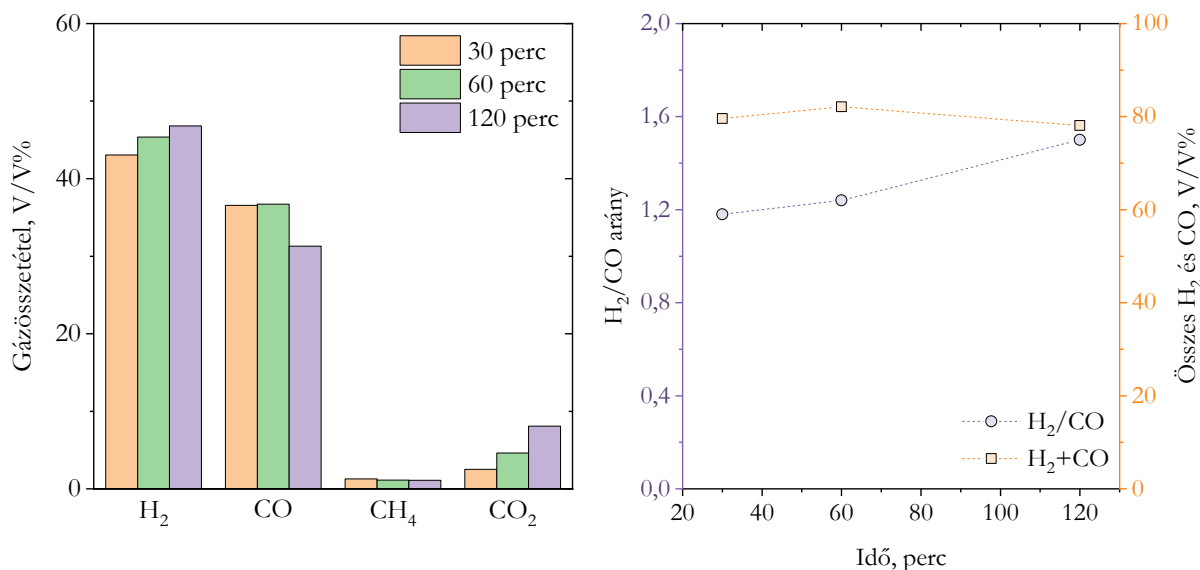 Gázösszetétel, V/V%
60
40
20
0
30 perc
60 perc
120 perc
H₂
CO
CH₄
CO₂
H₂/CO arány
2,0
1,6
1,2
0,8
0,4
0,0
20
40
60
80
100
120
Idő, perc
H₂/CO
H₂+CO
100
80
60
40
20
0
Összes H₂ és CO, V/V%